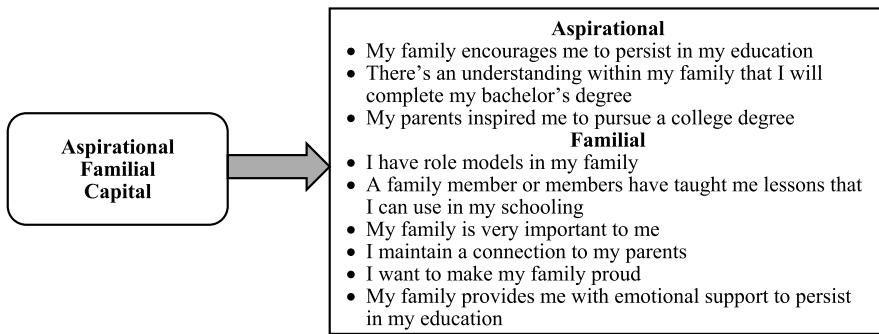 Aspirational
Familial
Capital
Aspirational
• My family encourages me to persist in my education
• There’s an understanding within my family that I will
complete my bachelor’s degree
• My parents inspired me to pursue a college degree
Familial
• I have role models in my family
• A family member or members have taught me lessons that
I can use in my schooling
• My family is very important to me
• I maintain a connection to my parents
• I want to make my family proud
• My family provides me with emotional support to persist
in my education